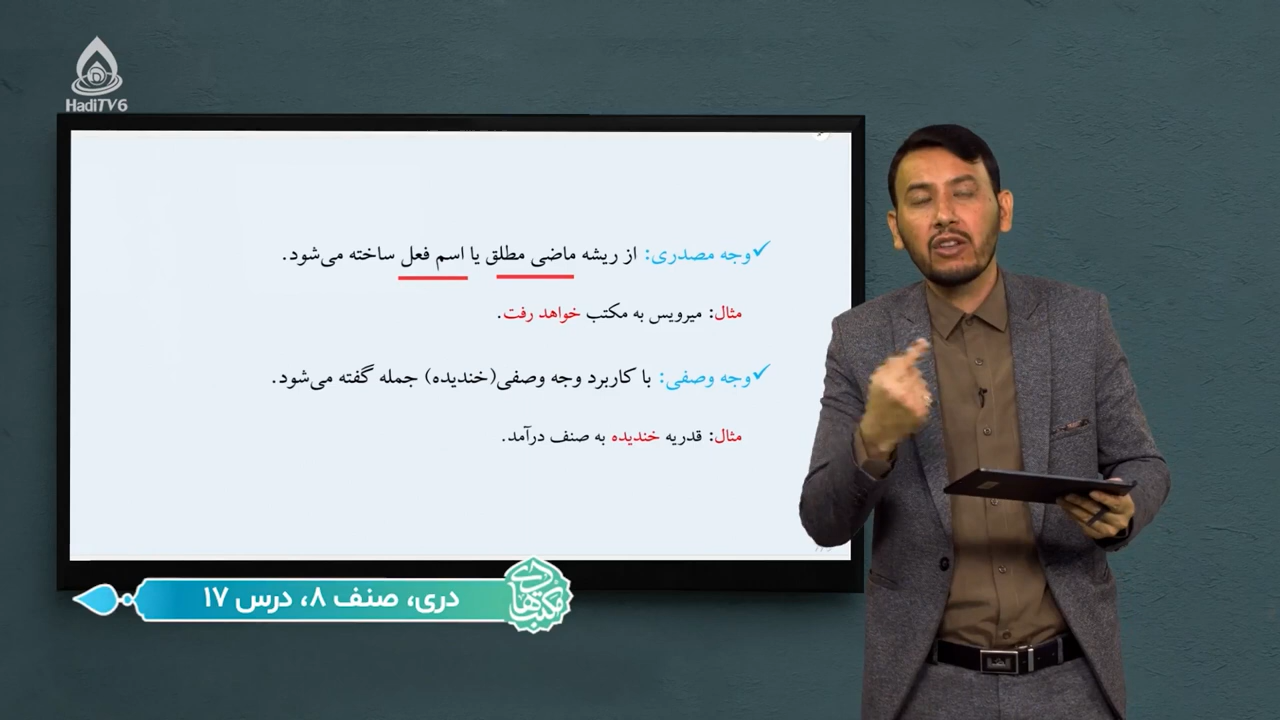 HadiTV6
✓وجه مصدری: از ریشه ماضی مطلق یا اسم فعل ساخته می‌شود.
مثال: میرویس به مکتب خواهد رفت.
✓وجه وصفی: با کاربرد وجه وصفی(خندیده) جمله گفته می‌شود.
مثال: قدریه خندیده به صنف درآمد.
دری، صنف ۸، درس ۱۷
مکتب هادی